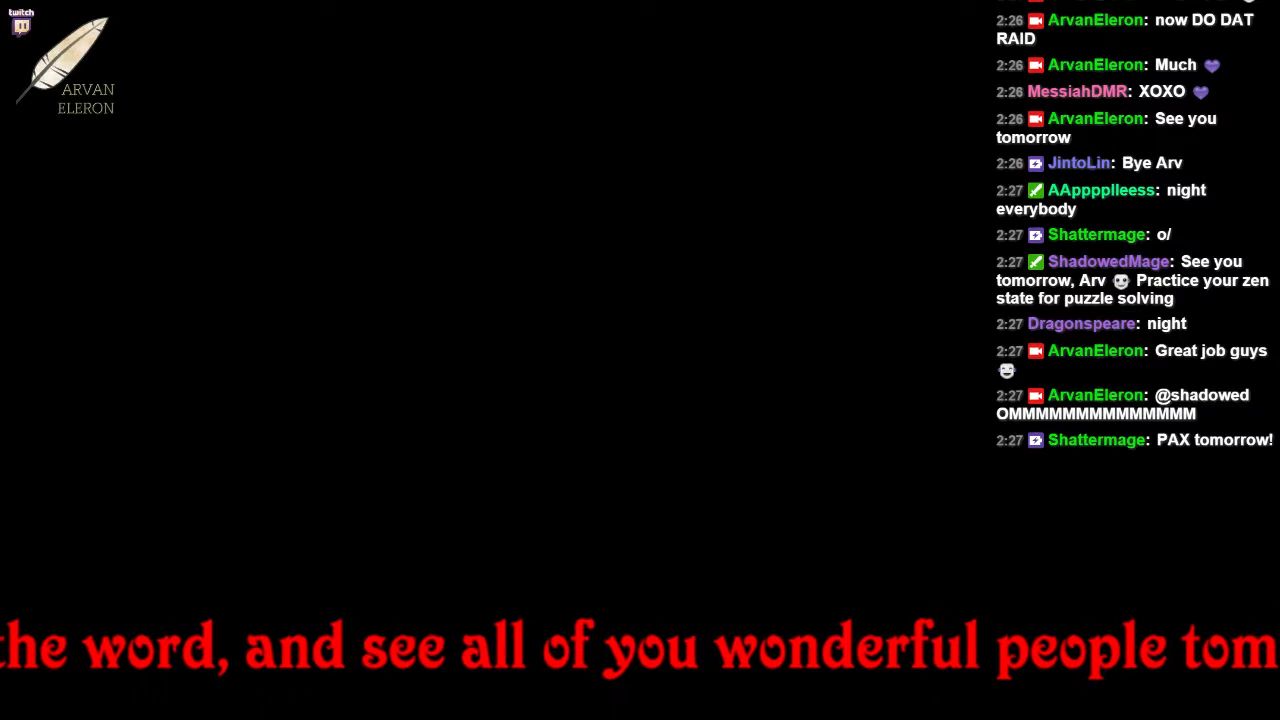 twitch
ARVAN
ELERON
2:26 ArvanEleron: now DO DAT
RAID
2:26 ArvanEleron: Much
2:26 MessiahDMR: XOXO
2:26 ArvanEleron: See you
tomorrow
2:26 JintoLin: Bye Arv
2:27 AApppplleess: night
everybody
2:27 Shattermage: o/
2:27 ShadowedMage: See you
tomorrow, Arv Practice your zen
state for puzzle solving
2:27 Dragonspeare: night
2:27 ArvanEleron: Great job guys
2:27 ArvanEleron: @shadowed
OMMMMMMMMMMMMMM
2:27 Shattermage: PAX tomorrow!
the word, and see all of you wonderful people tom